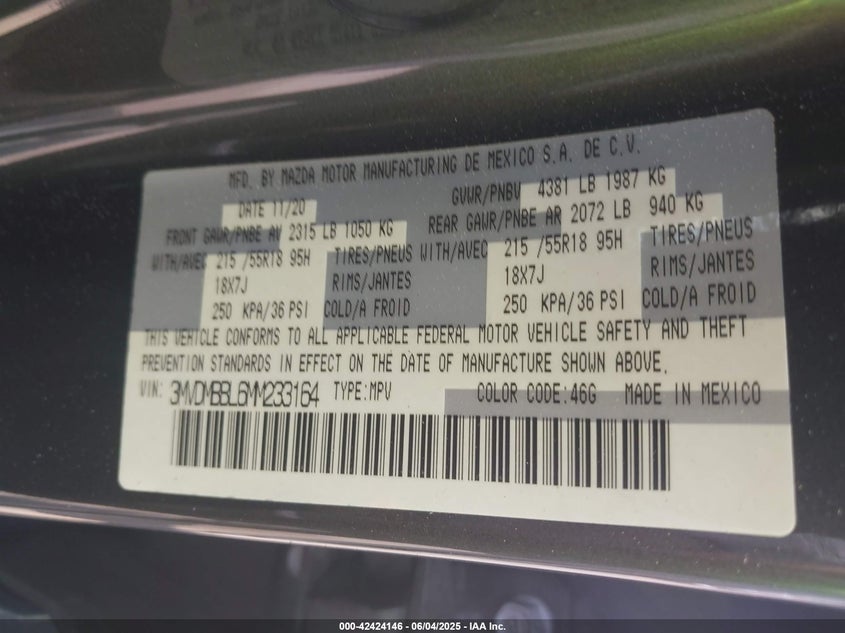 MFD. BY MAZDA MOTOR MANUFACTURING DE MEXICO S.A. DE C.V.
DATE 11/20 GVWR/PNBV 4381 LB 1987 KG
FRONT GAWR/PNBE AV 2315 LB 1050 KG REAR GAWR/PNBE AR 2072 LB 940 KG
WITH/AVEC 215 /55R18 95H TIRES/PNEUS WITH/AVEC 215 /55R18 95H TIRES/PNEUS
18X7J RIMS/JANTES 18X7J RIMS/JANTES
250 KPA/36 PSI COLD/A FROID 250 KPA/36 PSI COLD/A FROID
THIS VEHICLE CONFORMS TO ALL APPLICABLE FEDERAL MOTOR VEHICLE SAFETY AND THEFT
PREVENTION STANDARDS IN EFFECT ON THE DATE OF MANUFACTURE SHOWN ABOVE.
VIN: 3MVDMBBL6MM233164 TYPE:MPV COLOR CODE:46G MADE IN MEXICO
000-42424146 - 06/04/2025 - IAA Inc.